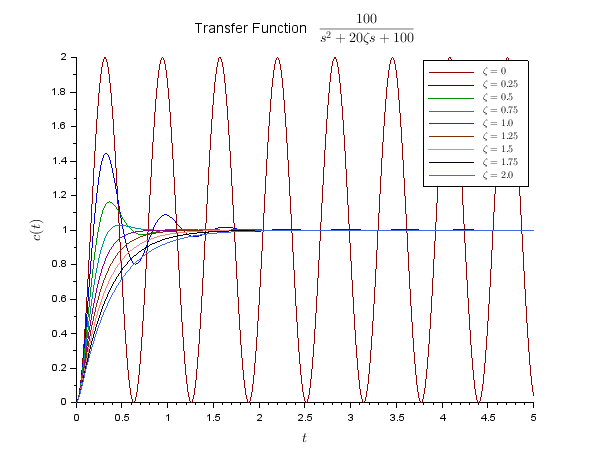 Transfer Function 100 / s² + 20ζs + 100
2
1.8
1.6
1.4
1.2
1
0.8
0.6
0.4
0.2
0
c(t)
ζ = 0
ζ = 0.25
ζ = 0.5
ζ = 0.75
ζ = 1.0
ζ = 1.25
ζ = 1.5
ζ = 1.75
ζ = 2.0
0 0.5 1 1.5 2 2.5 3 3.5 4 4.5 5
t